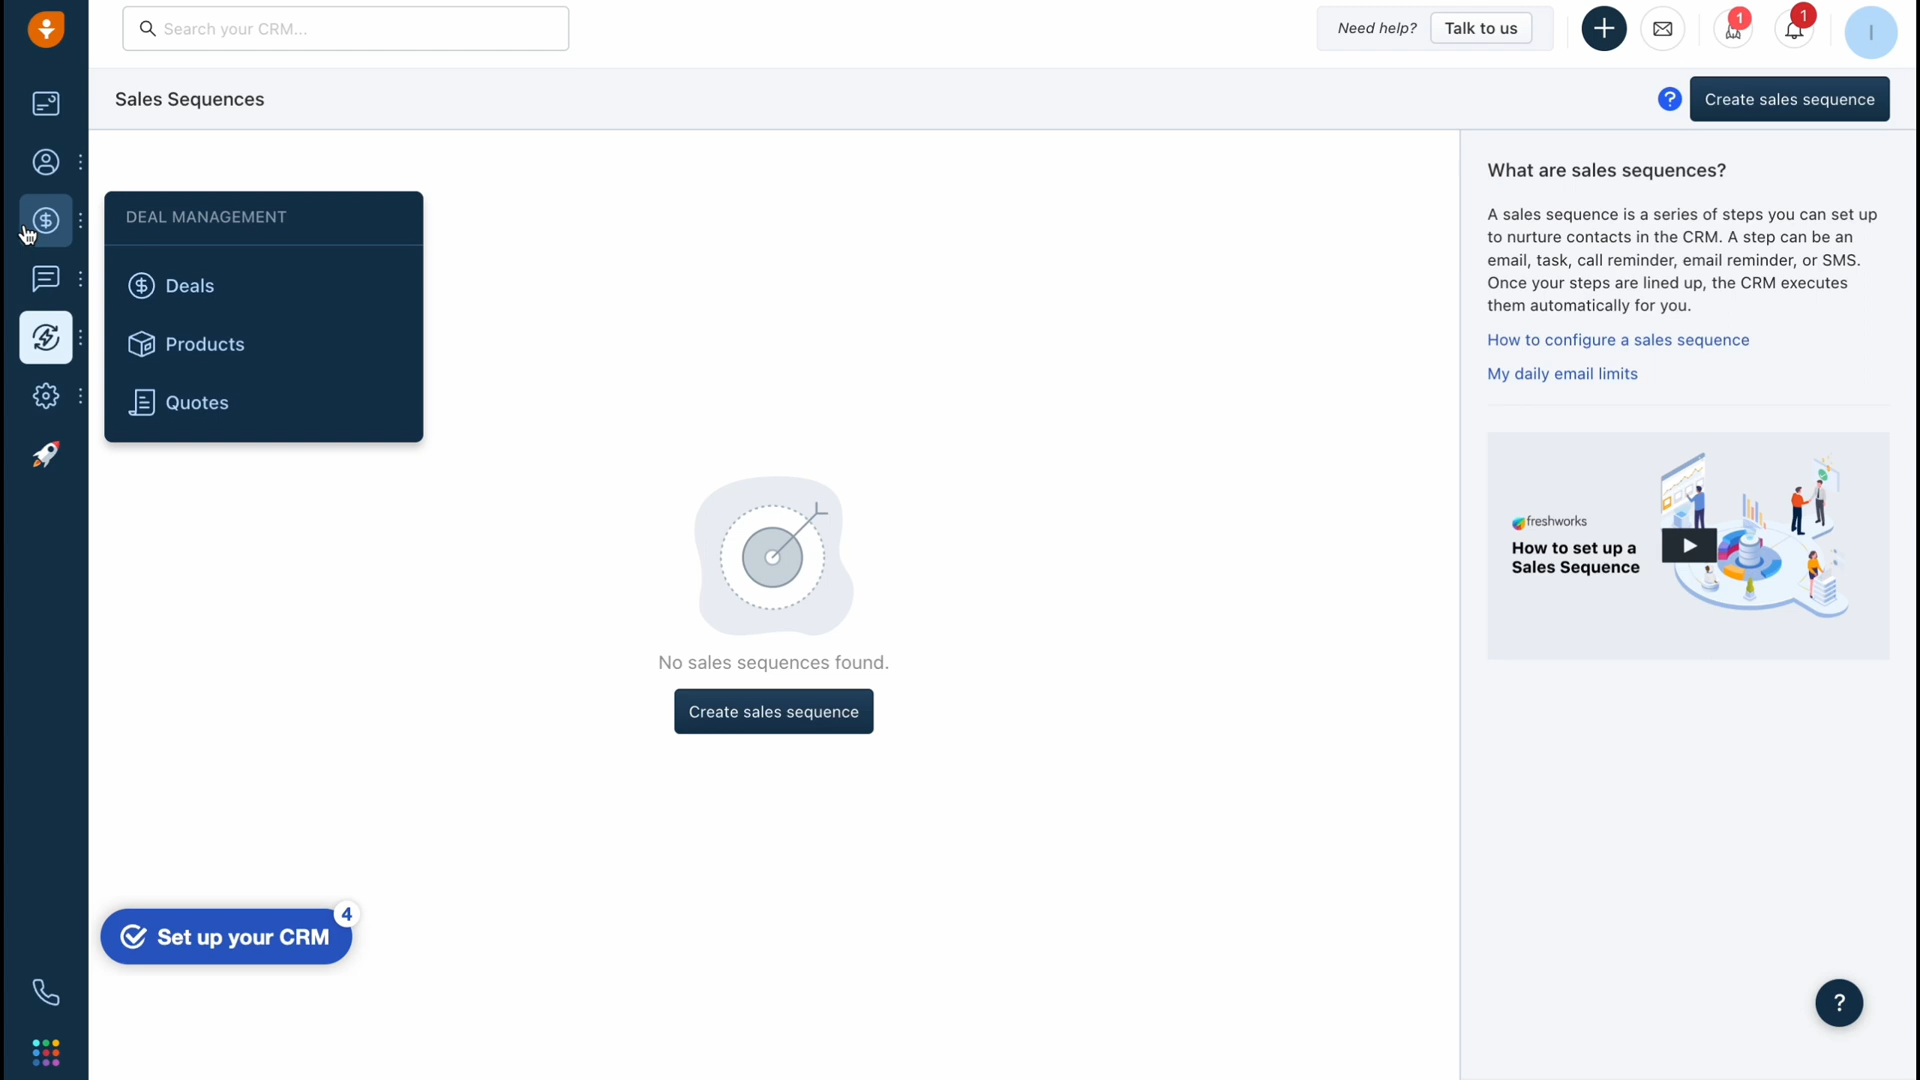 Search your CRM...
Need help?
Talk to us
1
1
I
Sales Sequences
?
Create sales sequence
DEAL MANAGEMENT
Deals
Products
Quotes
No sales sequences found.
Create sales sequence
What are sales sequences?
A sales sequence is a series of steps you can set up
to nurture contacts in the CRM. A step can be an
email, task, call reminder, email reminder, or SMS.
Once your steps are lined up, the CRM executes
them automatically for you.
How to configure a sales sequence
My daily email limits
freshworks
How to set up a
Sales Sequence
Set up your CRM
4
?